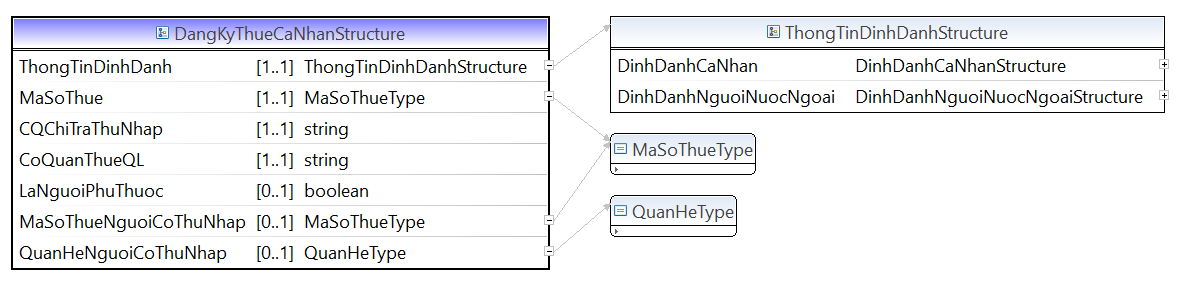 DangKyThueCaNhanStructure
ThongTinDinhDanh [1..1] ThongTinDinhDanhStructure
MaSoThue [1..1] MaSoThueType
CQChiTraThuNhap [1..1] string
CoQuanThueQL [1..1] string
LaNguoiPhuThuoc [0..1] boolean
MaSoThueNguoiCoThuNhap [0..1] MaSoThueType
QuanHeNguoiCoThuNhap [0..1] QuanHeType
ThongTinDinhDanhStructure
DinhDanhCaNhan DinhDanhCaNhanStructure
DinhDanhNguoiNuocNgoai DinhDanhNguoiNuocNgoaiStructure
MaSoThueType
QuanHeType